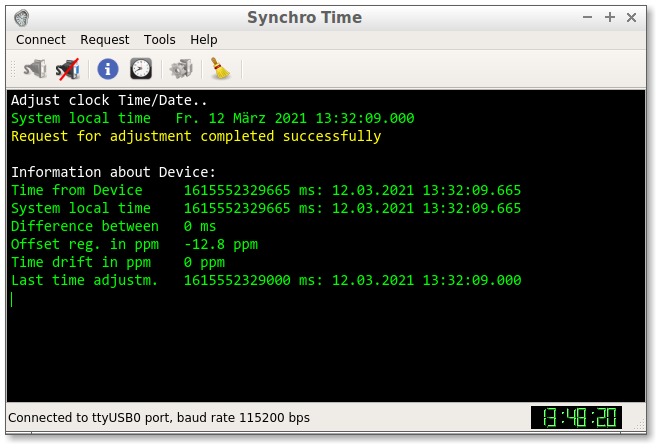 Synchro Time
Connect Request Tools Help
Adjust clock Time/Date..
System local time Fr. 12 März 2021 13:32:09.000
Request for adjustment completed successfully
Information about Device:
Time from Device 1615552329665 ms: 12.03.2021 13:32:09.665
System local time 1615552329665 ms: 12.03.2021 13:32:09.665
Difference between 0 ms
Offset reg. in ppm -12.8 ppm
Time drift in ppm 0 ppm
Last time adjustm. 1615552329000 ms: 12.03.2021 13:32:09.000
Connected to ttyUSB0 port, baud rate 115200 bps
13:48:20